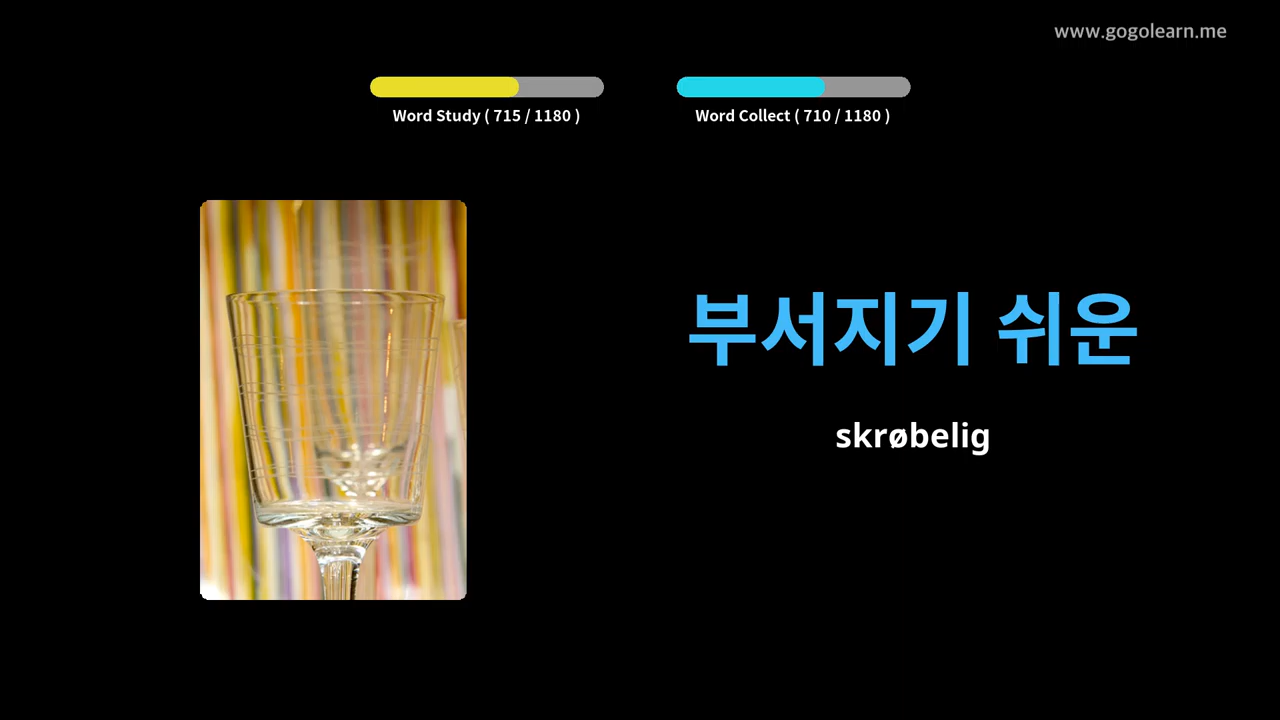 www.gogolearn.me
Word Study ( 715 / 1180 )
Word Collect ( 710 / 1180 )
부서지기 쉬운
skrøbelig